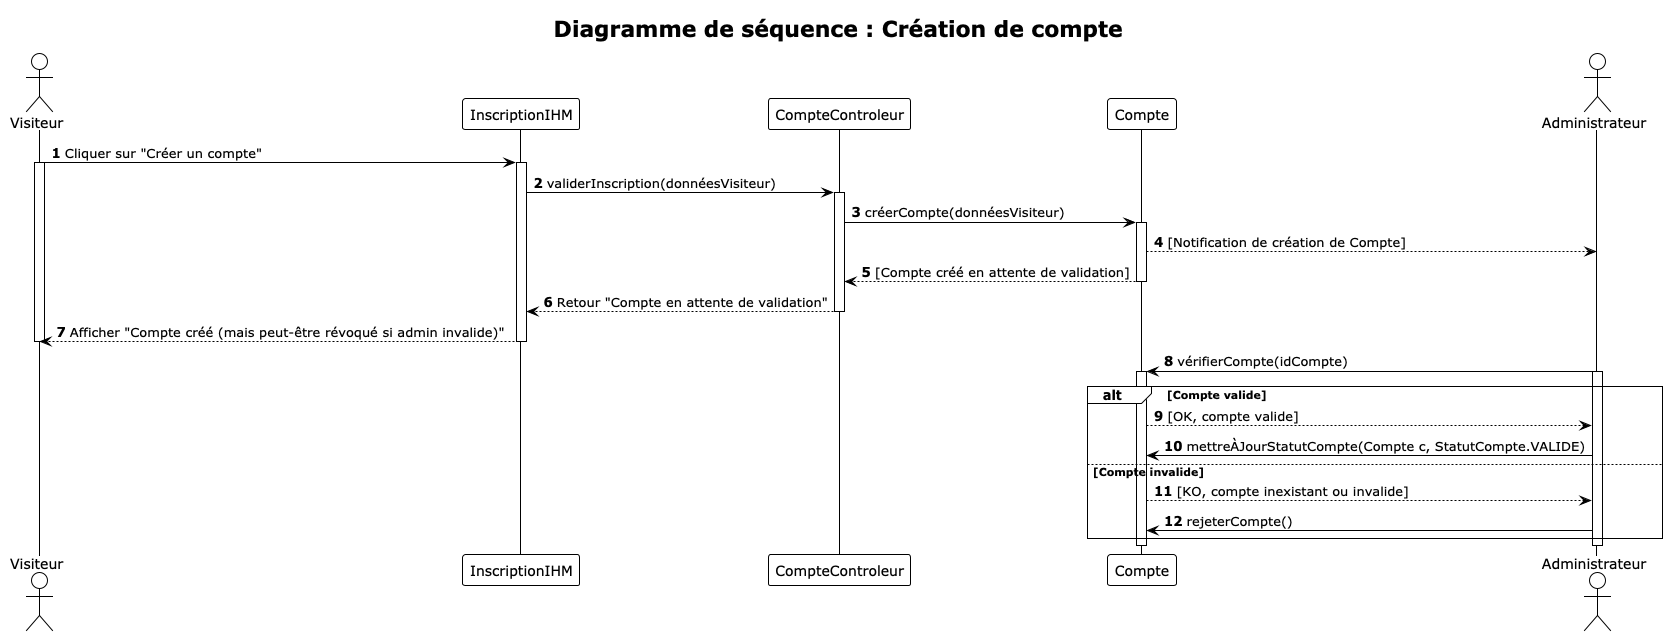 Diagramme de séquence : Création de compte
Visiteur
InscriptionIHM
CompteControleur
Compte
Administrateur
1 Cliquer sur "Créer un compte"
2 validerInscription(donnéesVisiteur)
3 créerCompte(donnéesVisiteur)
4 [Notification de création de Compte]
5 [Compte créé en attente de validation]
6 Retour "Compte en attente de validation"
7 Afficher "Compte créé (mais peut-être révoqué si admin invalide)"
8 vérifierCompte(idCompte)
alt [Compte valide]
9 [OK, compte valide]
10 mettreÀJourStatutCompte(Compte c, StatutCompte.VALIDE)
[Compte invalide]
11 [KO, compte inexistant ou invalide]
12 rejeterCompte()
Visiteur
InscriptionIHM
CompteControleur
Compte
Administrateur